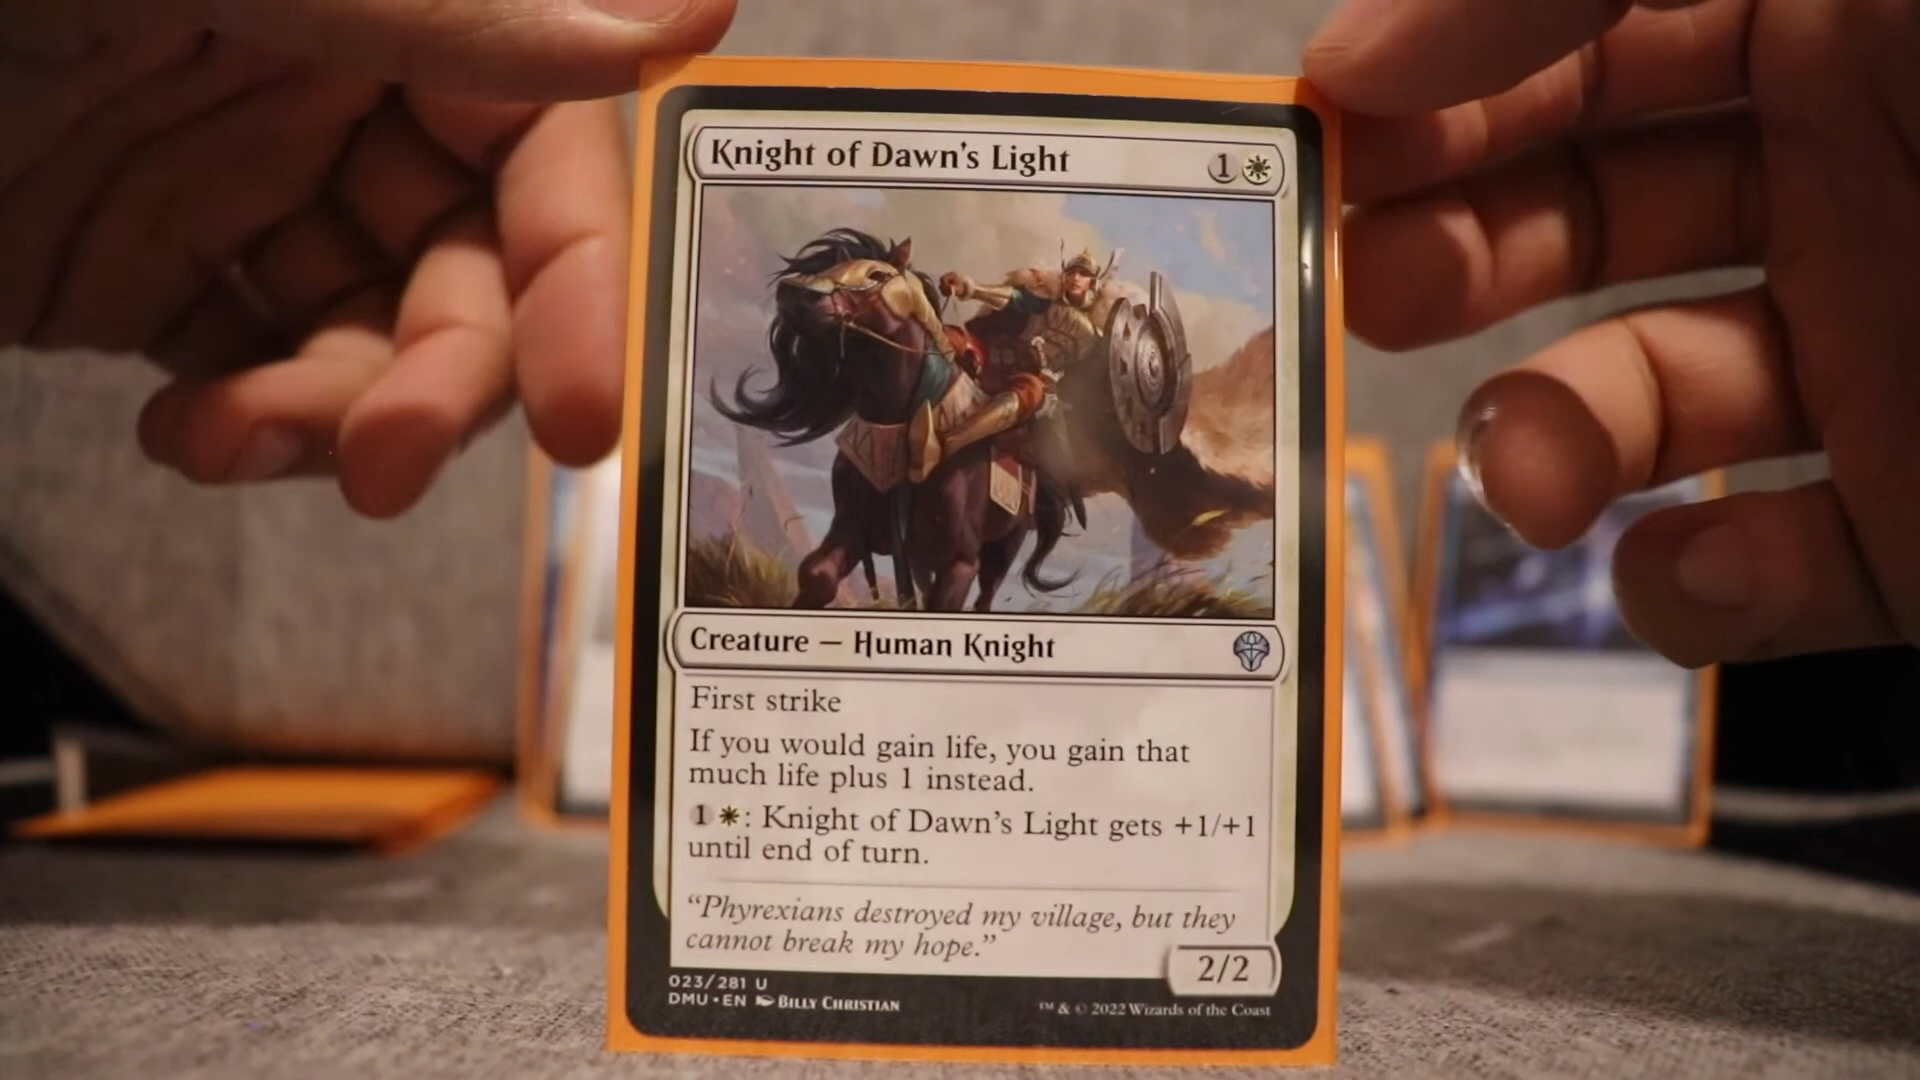 Knight of Dawn's Light 1
Creature — Human Knight
First strike
If you would gain life, you gain that
much life plus 1 instead.
1 : Knight of Dawn's Light gets +1/+1
until end of turn.
"Phyrexians destroyed my village, but they
cannot break my hope."
2/2
023/281 U
DMU • EN BILLY CHRISTIAN
™ & © 2022 Wizards of the Coast